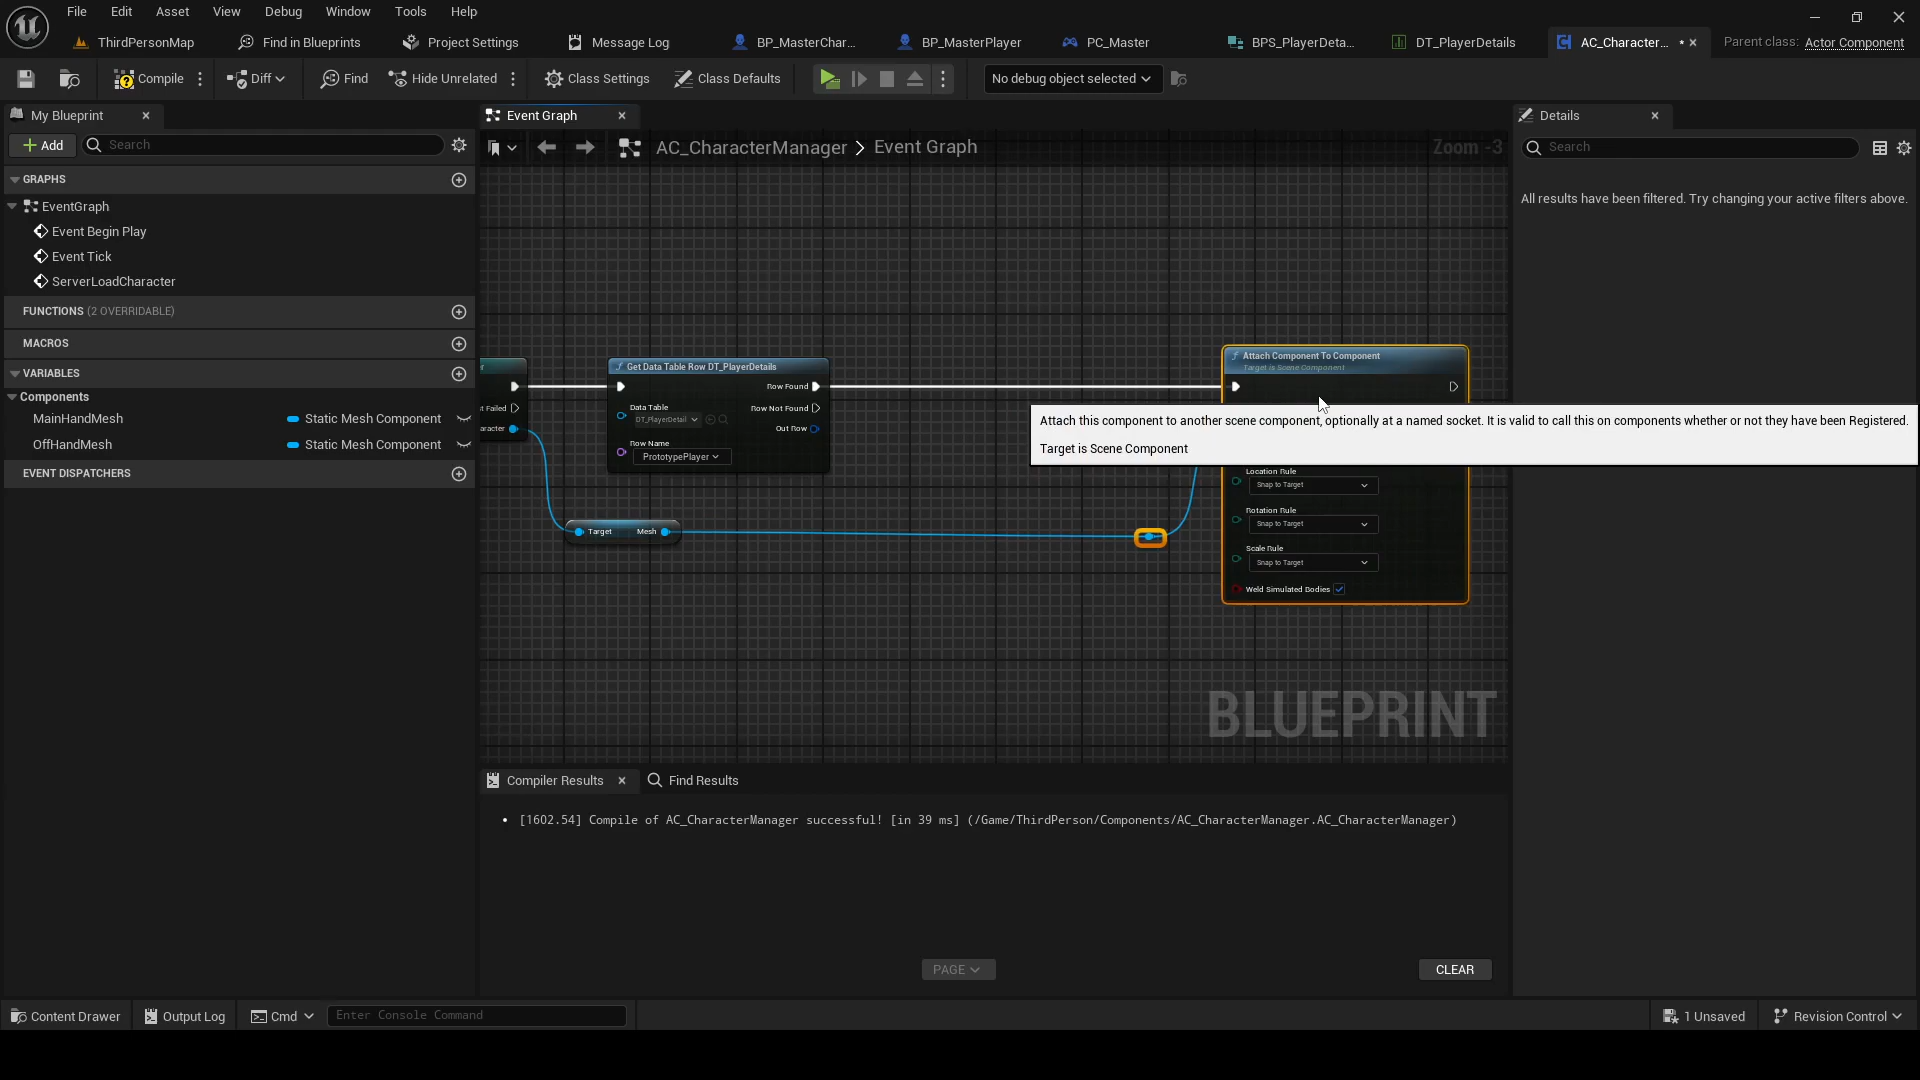 File Edit Asset View Debug Window Tools Help
ThirdPersonMap Find in Blueprints Project Settings Message Log BP_MasterChar... BP_MasterPlayer PC_Master BPS_PlayerDeta... DT_PlayerDetails AC_Character... Parent class: Actor Component
Compile Diff Find Hide Unrelated Class Settings Class Defaults No debug object selected
My Blueprint Event Graph Details
Add Search AC_CharacterManager > Event Graph Zoom -3 Search
GRAPHS
All results have been filtered. Try changing your active filters above.
EventGraph
Event Begin Play
Event Tick
ServerLoadCharacter
FUNCTIONS (2 OVERRIDABLE)
MACROS
VARIABLES
Components
MainHandMesh Static Mesh Component
OffHandMesh Static Mesh Component
EVENT DISPATCHERS
Failed
Get Data Table Row DT_PlayerDetails
Row Found
Data Table Row Not Found
DT_PlayerDetail
Out Row
Row Name
PrototypePlayer
Target Mesh
Attach Component To Component
Target is Scene Component
Attach this component to another scene component, optionally at a named socket. It is valid to call this on components whether or not they have been Registered.
Target is Scene Component
Location Rule
Snap to Target
Rotation Rule
Snap to Target
Scale Rule
Snap to Target
Weld Simulated Bodies
BLUEPRINT
Compiler Results Find Results
• [1602.54] Compile of AC_CharacterManager successful! [in 39 ms] (/Game/ThirdPerson/Components/AC_CharacterManager.AC_CharacterManager)
PAGE CLEAR
Content Drawer Output Log Cmd Enter Console Command 1 Unsaved Revision Control